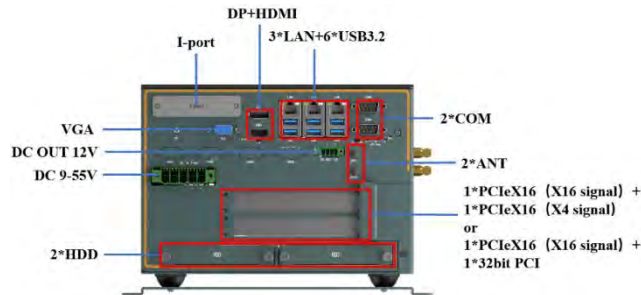 DP+HDMI
3*LAN+6*USB3.2
I-port
2*COM
VGA
DC OUT 12V
2*ANT
DC 9-55V
1*PCIeX16（X16 signal）+
1*PCIeX16（X4 signal）
or
1*PCIeX16（X16 signal）+
1*32bit PCI
2*HDD